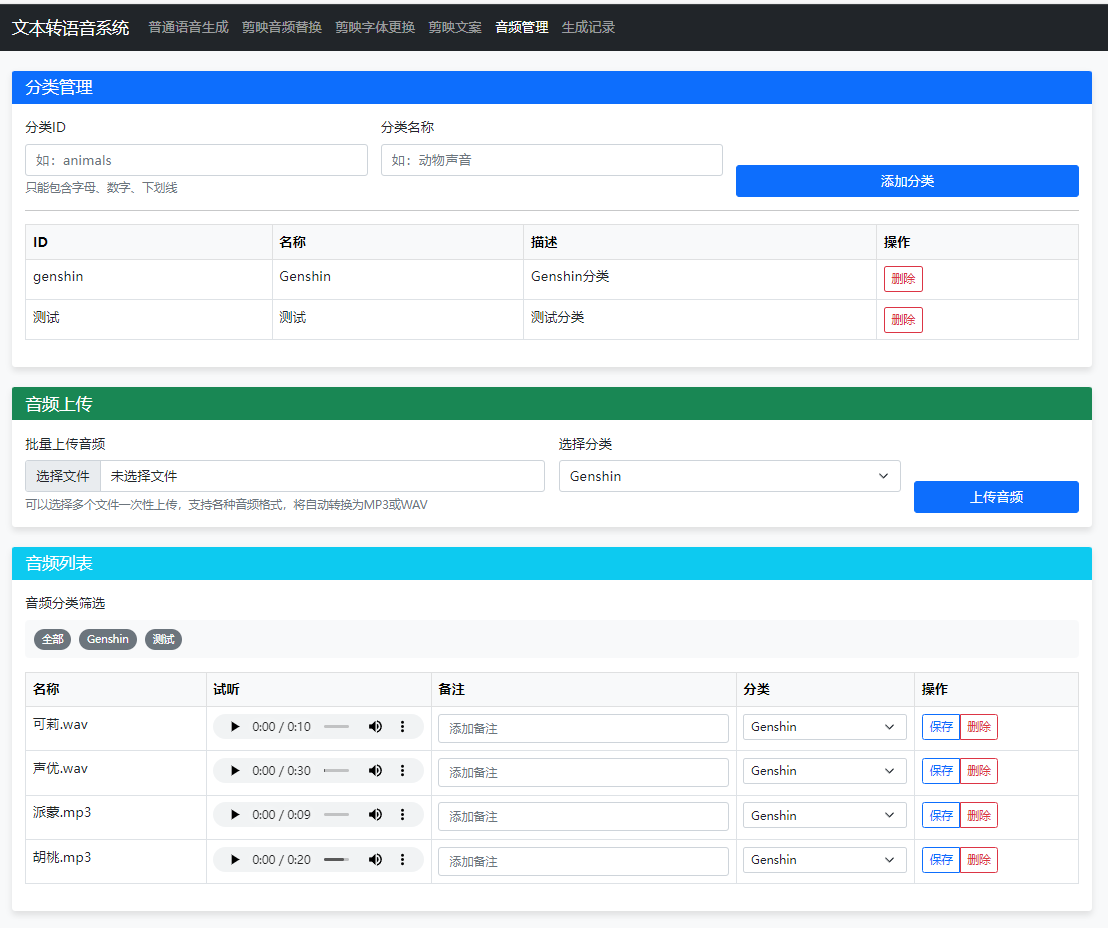 文本转语音系统 普通语音生成 剪映音频替换 剪映字体更换 剪映文案 音频管理 生成记录
分类管理
分类ID 分类名称
如：animals 如：动物声音
添加分类
只能包含字母、数字、下划线
ID 名称 描述 操作
genshin Genshin Genshin分类 删除
测试 测试 测试分类 删除
音频上传
批量上传音频 选择分类
选择文件 未选择文件 Genshin
上传音频
可以选择多个文件一次性上传，支持各种音频格式，将自动转换为MP3或WAV
音频列表
音频分类筛选
全部 Genshin 测试
名称 试听 备注 分类 操作
可莉.wav 0:00 / 0:10 添加备注 Genshin 保存 删除
声优.wav 0:00 / 0:30 添加备注 Genshin 保存 删除
派蒙.mp3 0:00 / 0:09 添加备注 Genshin 保存 删除
胡桃.mp3 0:00 / 0:20 添加备注 Genshin 保存 删除